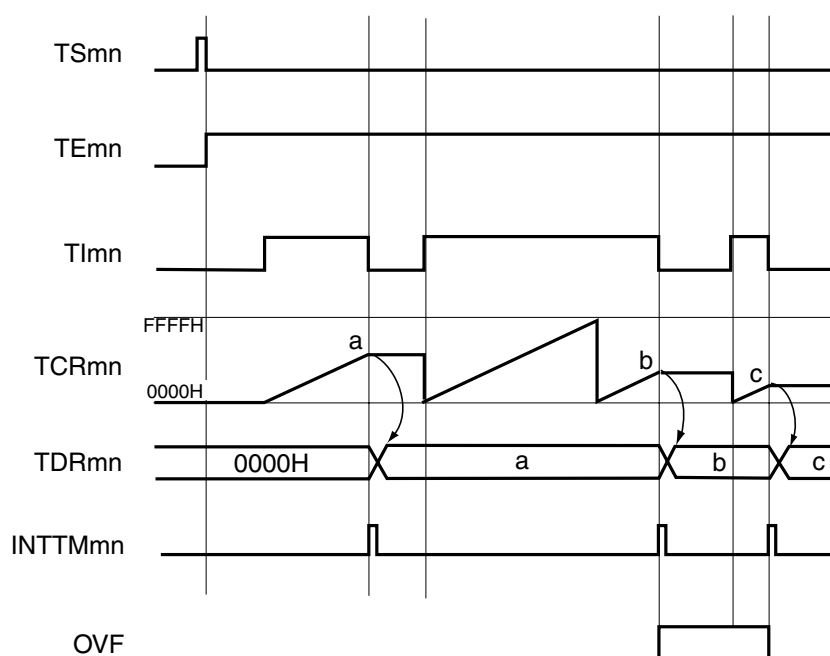 TSmn
TEmn
TImn
FFFFH
a
b
c
TCRmn
0000H
TDRmn
0000H
a
b
c
INTTMmn
OVF